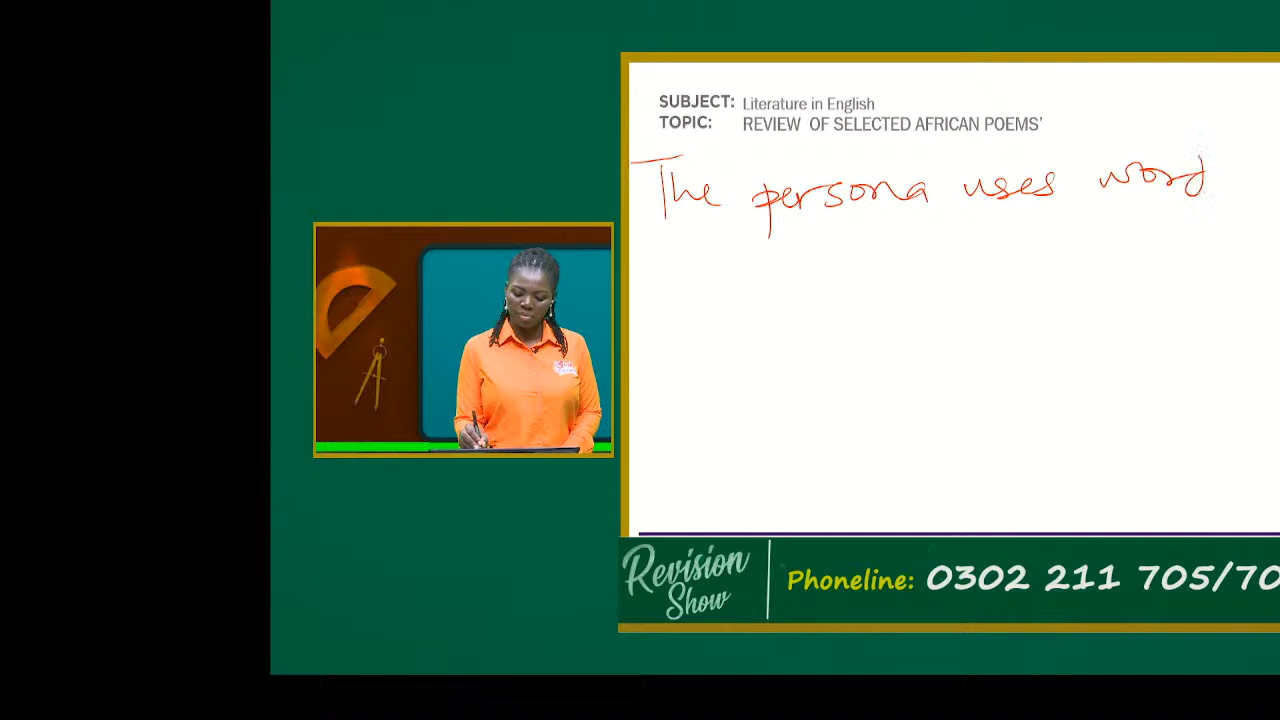 SUBJECT: Literature in English
TOPIC: REVIEW OF SELECTED AFRICAN POEMS'
The persona uses word
Revision
Show
Phoneline: 0302 211 705/70